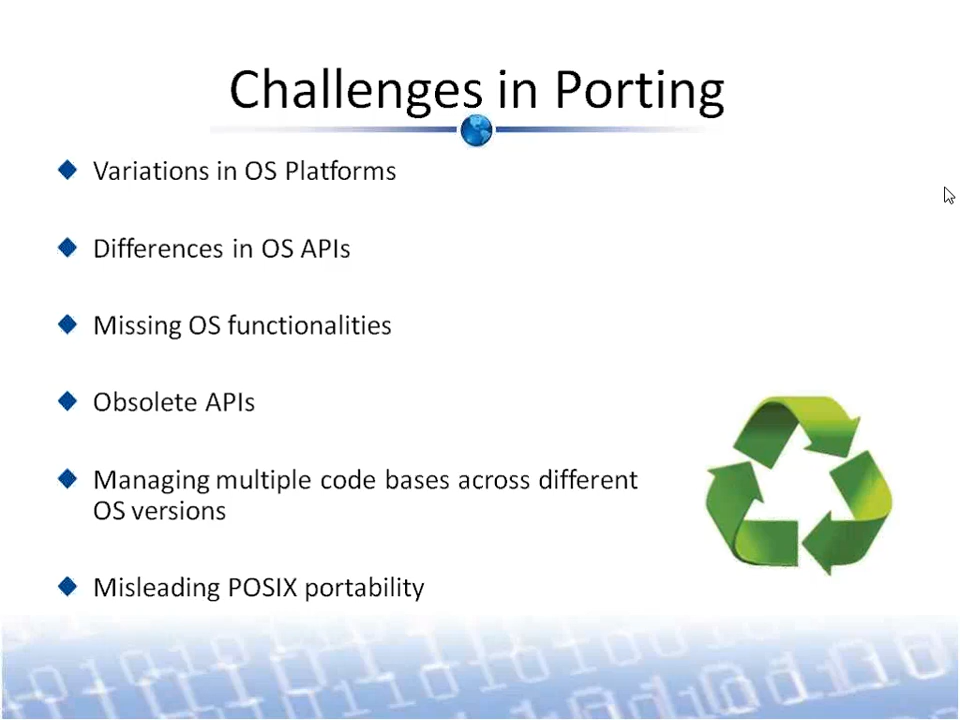 Challenges in Porting
Variations in OS Platforms
Differences in OS APIs
Missing OS functionalities
Obsolete APIs
Managing multiple code bases across different
OS versions
Misleading POSIX portability